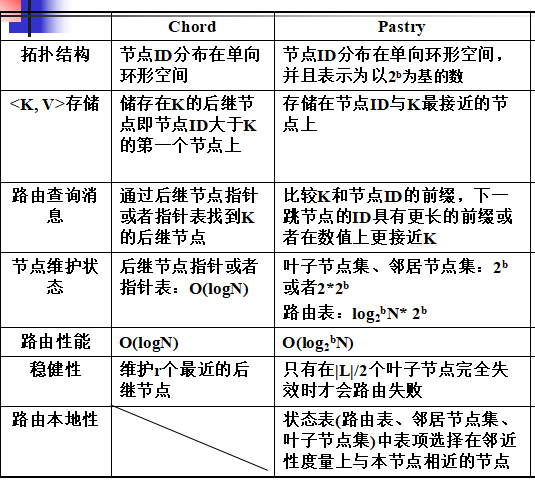 Chord
Pastry
拓扑结构
节点ID分布在单向
环形空间
节点ID分布在单向环形空间，
并且表示为以2ᵇ为基的数
<K, V>存储
储存在K的后继节
点即节点ID大于K
的第一个节点上
存储在节点ID与K最接近的节
点上
路由查询消
息
通过后继节点指针
或者指针表找到K
的后继节点
比较K和节点ID的前缀，下一
跳节点的ID具有更长的前缀或
者在数值上更接近K
节点维护状
态
后继节点指针或者
指针表：O(logN)
叶子节点集、邻居节点集：2ᵇ
或者2*2ᵇ
路由表：log₂ᵇN* 2ᵇ
路由性能
O(logN)
O(log₂ᵇN)
稳健性
维护r个最近的后
继节点
只有在|L|/2个叶子节点完全失
效时才会路由失败
路由本地性
状态表(路由表、邻居节点集、
叶子节点集)中表项选择在邻近
性度量上与本节点相近的节点